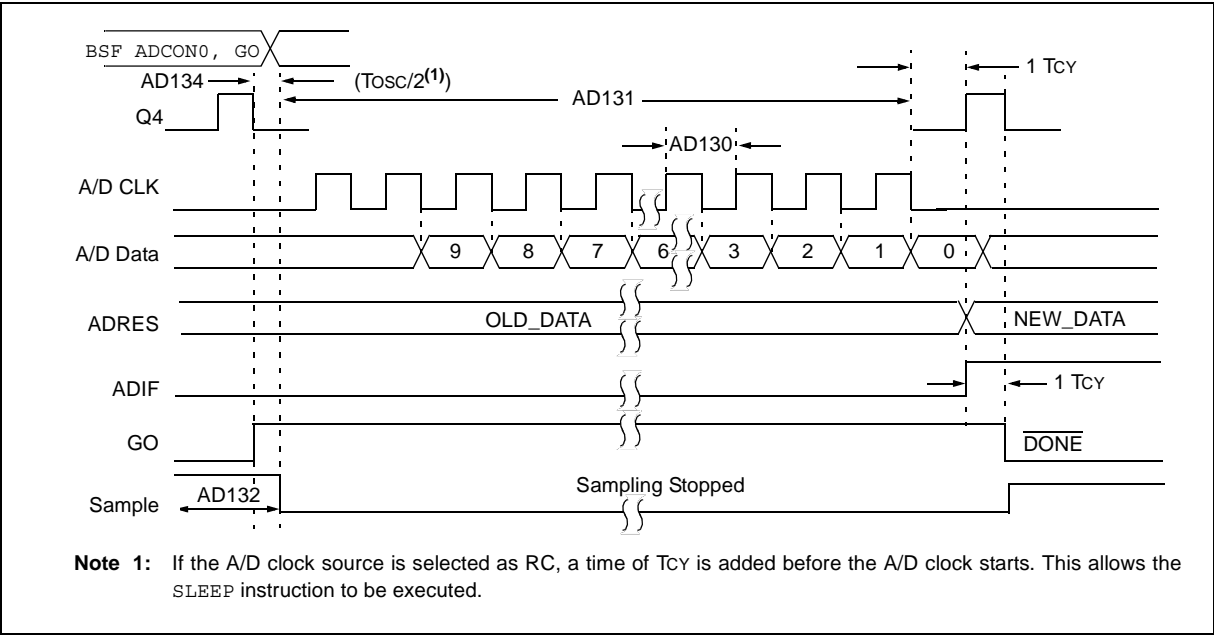 BSF ADCON0, GO
AD134 (TOSC/2(1)) 1 TCY
AD131
Q4
AD130
A/D CLK
A/D Data 9 8 7 6 3 2 1 0
ADRES OLD_DATA NEW_DATA
ADIF 1 TCY
GO DONE
Sample AD132 Sampling Stopped
Note 1: If the A/D clock source is selected as RC, a time of TCY is added before the A/D clock starts. This allows the
SLEEP instruction to be executed.